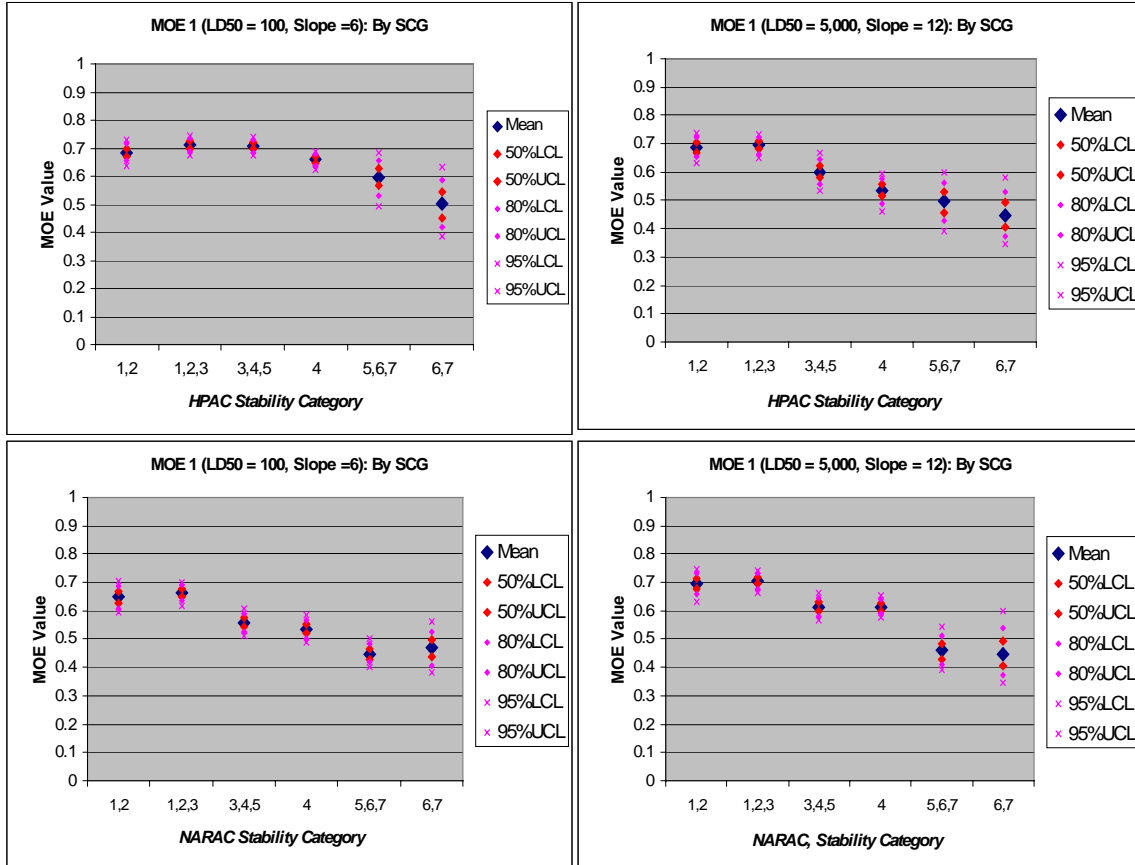 MOE 1 (LD50 = 100, Slope =6): By SCG
MOE Value
1
0.9
0.8
0.7
0.6
0.5
0.4
0.3
0.2
0.1
0
1,2 1,2,3 3,4,5 4 5,6,7 6,7
HPAC Stability Category
Mean
50%LCL
50%UCL
80%LCL
80%UCL
95%LCL
95%UCL
MOE 1 (LD50 = 5,000, Slope = 12): By SCG
MOE Value
1
0.9
0.8
0.7
0.6
0.5
0.4
0.3
0.2
0.1
0
1,2 1,2,3 3,4,5 4 5,6,7 6,7
HPAC Stability Category
Mean
50%LCL
50%UCL
80%LCL
80%UCL
95%LCL
95%UCL
MOE 1 (LD50 = 100, Slope =6): By SCG
MOE Value
1
0.9
0.8
0.7
0.6
0.5
0.4
0.3
0.2
0.1
0
1,2 1,2,3 3,4,5 4 5,6,7 6,7
NARAC Stability Category
Mean
50%LCL
50%UCL
80%LCL
80%UCL
95%LCL
95%UCL
MOE 1 (LD50 = 5,000, Slope = 12): By SCG
MOE Value
1
0.9
0.8
0.7
0.6
0.5
0.4
0.3
0.2
0.1
0
1,2 1,2,3 3,4,5 4 5,6,7 6,7
NARAC, Stability Category
Mean
50%LCL
50%UCL
80%LCL
80%UCL
95%LCL
95%UCL